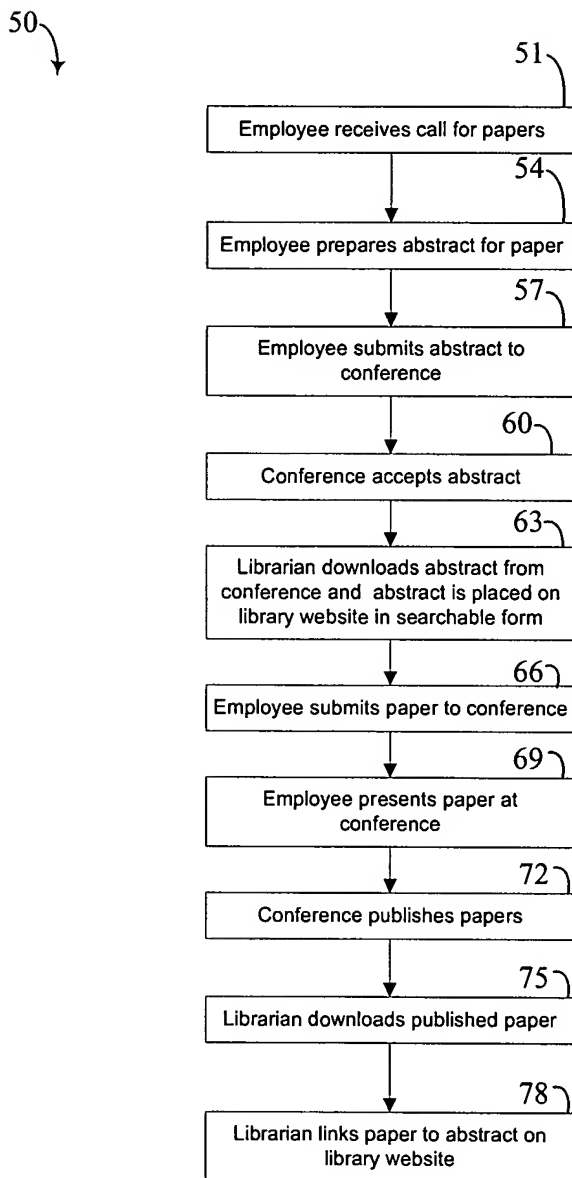 50
51
Employee receives call for papers
54
Employee prepares abstract for paper
57
Employee submits abstract to
conference
60
Conference accepts abstract
63
Librarian downloads abstract from
conference and abstract is placed on
library website in searchable form
66
Employee submits paper to conference
69
Employee presents paper at
conference
72
Conference publishes papers
75
Librarian downloads published paper
78
Librarian links paper to abstract on
library website